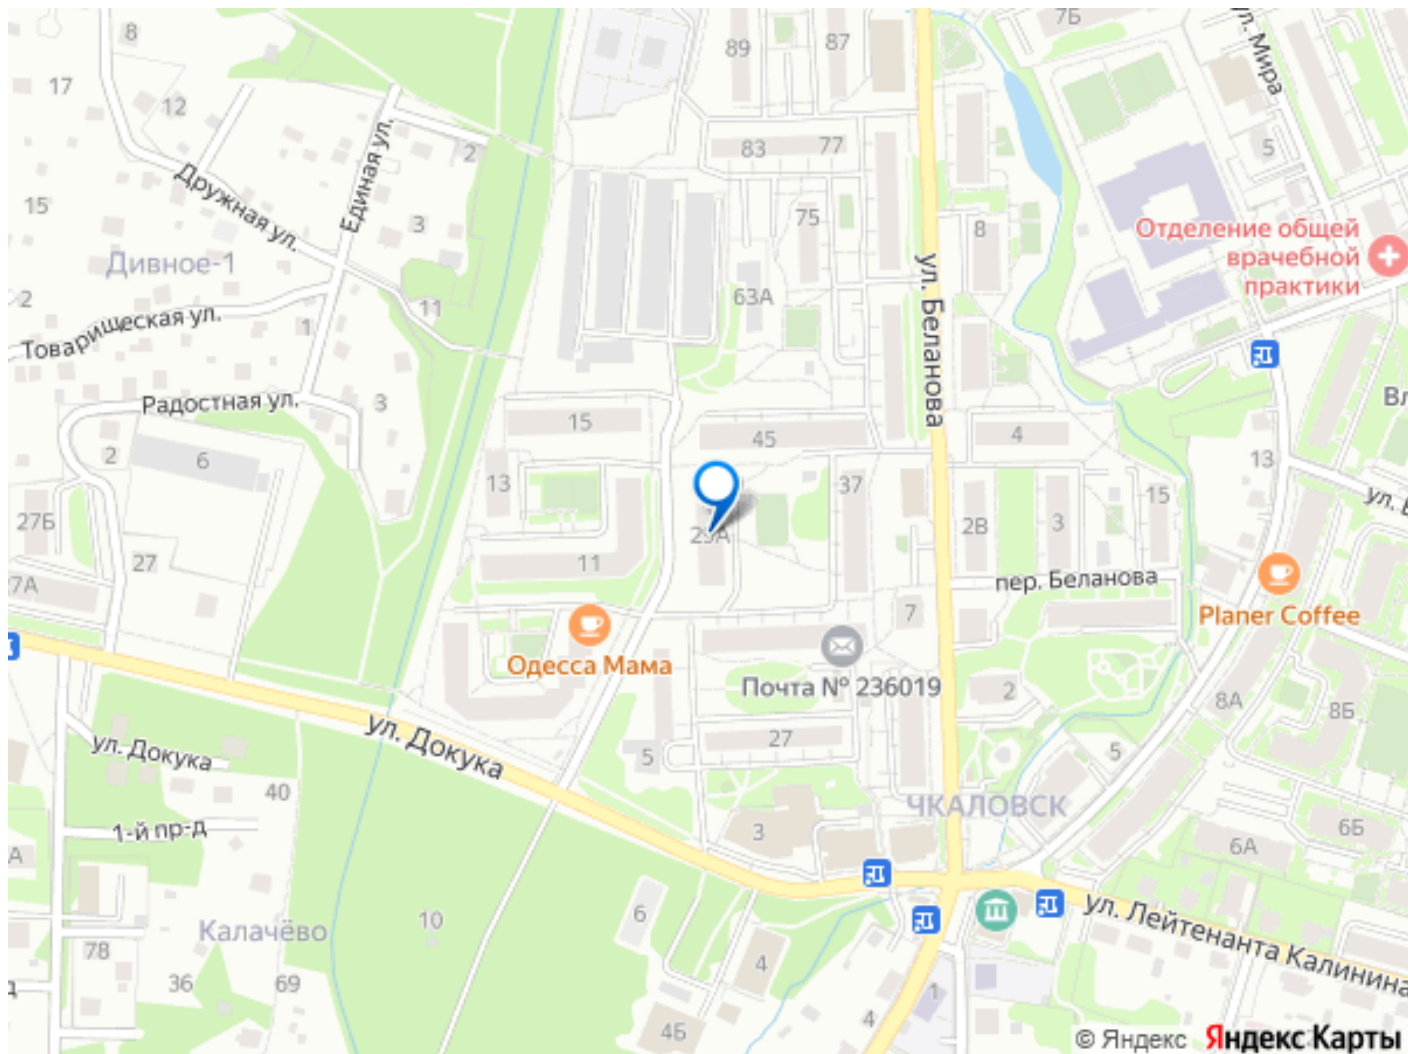 8
89
87
7Б
ул. Мира
17
12
2
83
77
5
Единая ул.
Дружная ул.
15
3
75
8
Отделение общей
врачебной
практики
Дивное-1
ул. Беланова
2
11
63А
1
Товарищеская ул.
Радостная ул.
3
15
45
4
2
6
13
13
37
15
27Б
2В
3
27
29А
11
пер. Беланова
7А
7
Planer Coffee
Одесса Мама
Почта № 236019
2
8А
8Б
ул. Докука
ул. Докука
5
27
5
40
ЧКАЛОВСК
1-й пр-д
3
6Б
6А
А
10
6
ул. Лейтенанта Калинина
Калачёво
78
4
36
69
1
4
4Б
© Яндекс Яндекс Карты